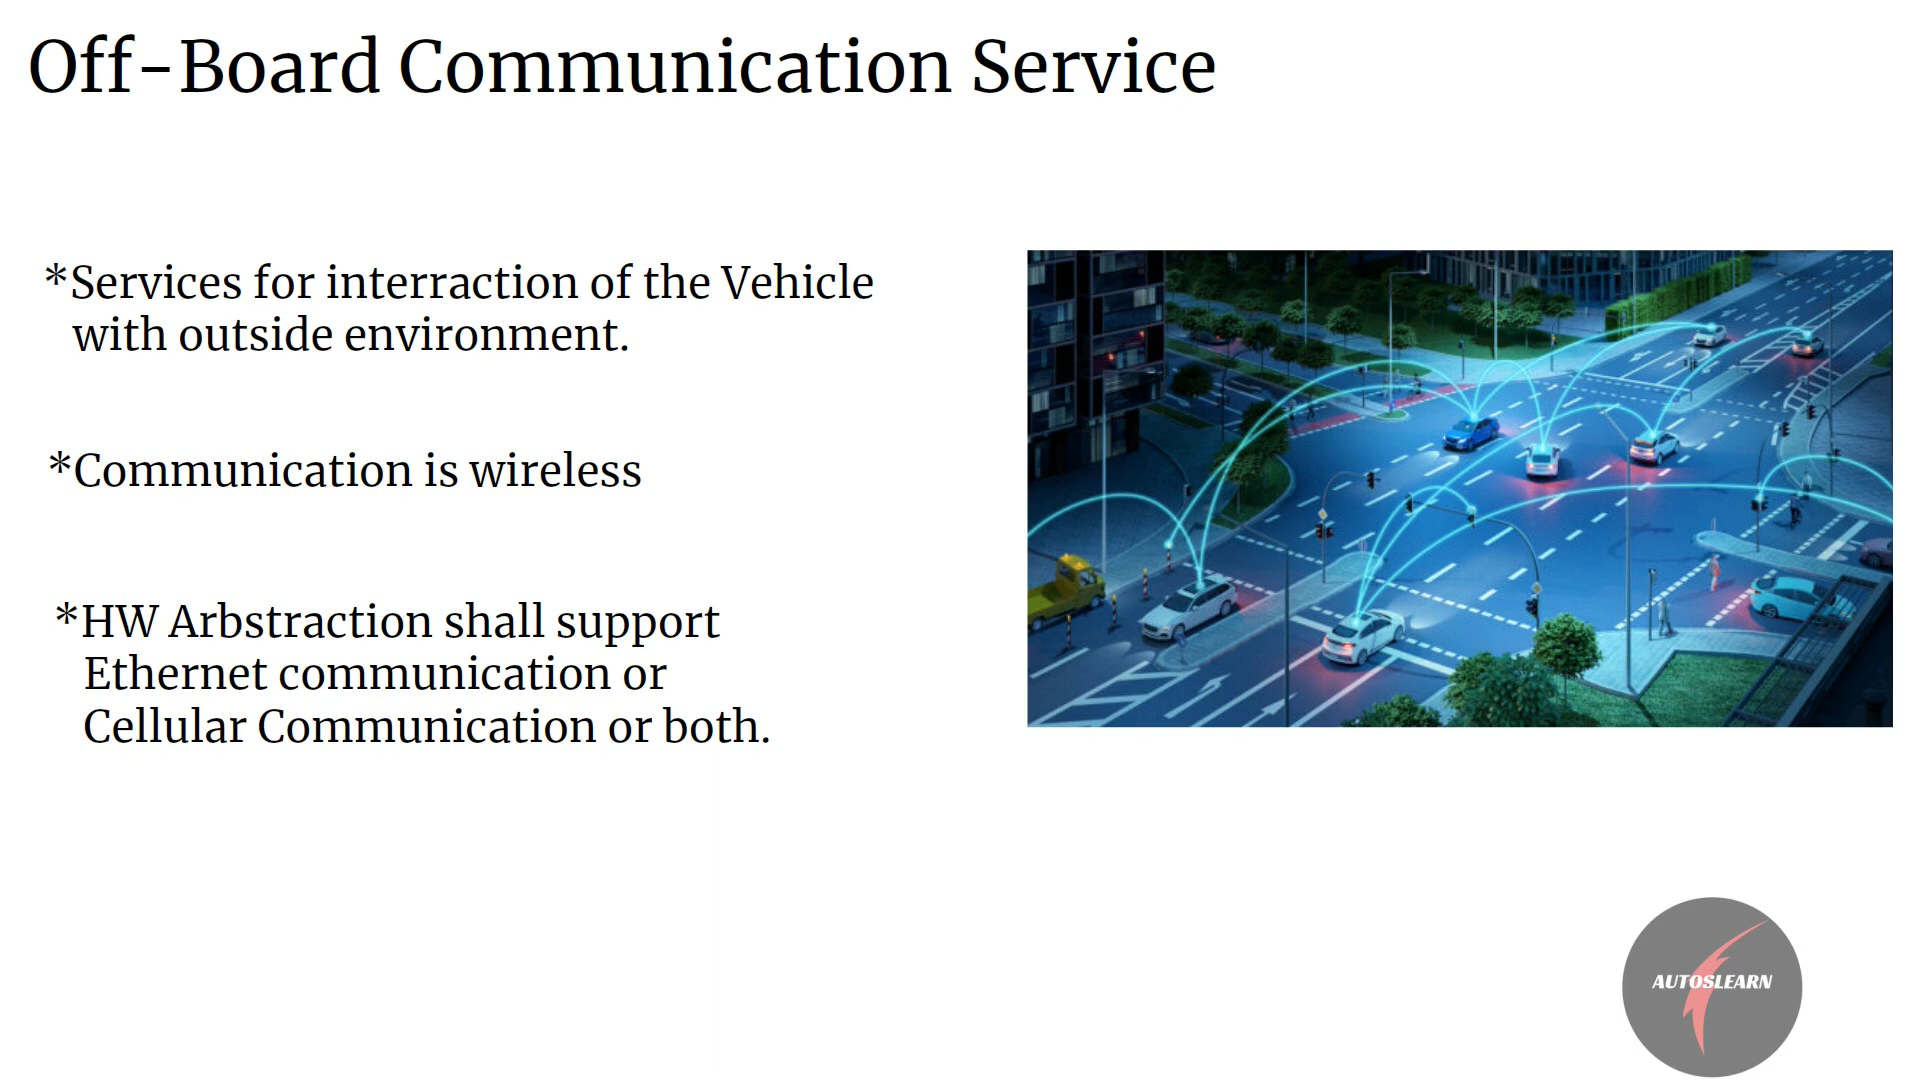 Off-Board Communication Service
*Services for interraction of the Vehicle
with outside environment.
*Communication is wireless
*HW Arbstraction shall support
Ethernet communication or
Cellular Communication or both.
AUTOSLEARN